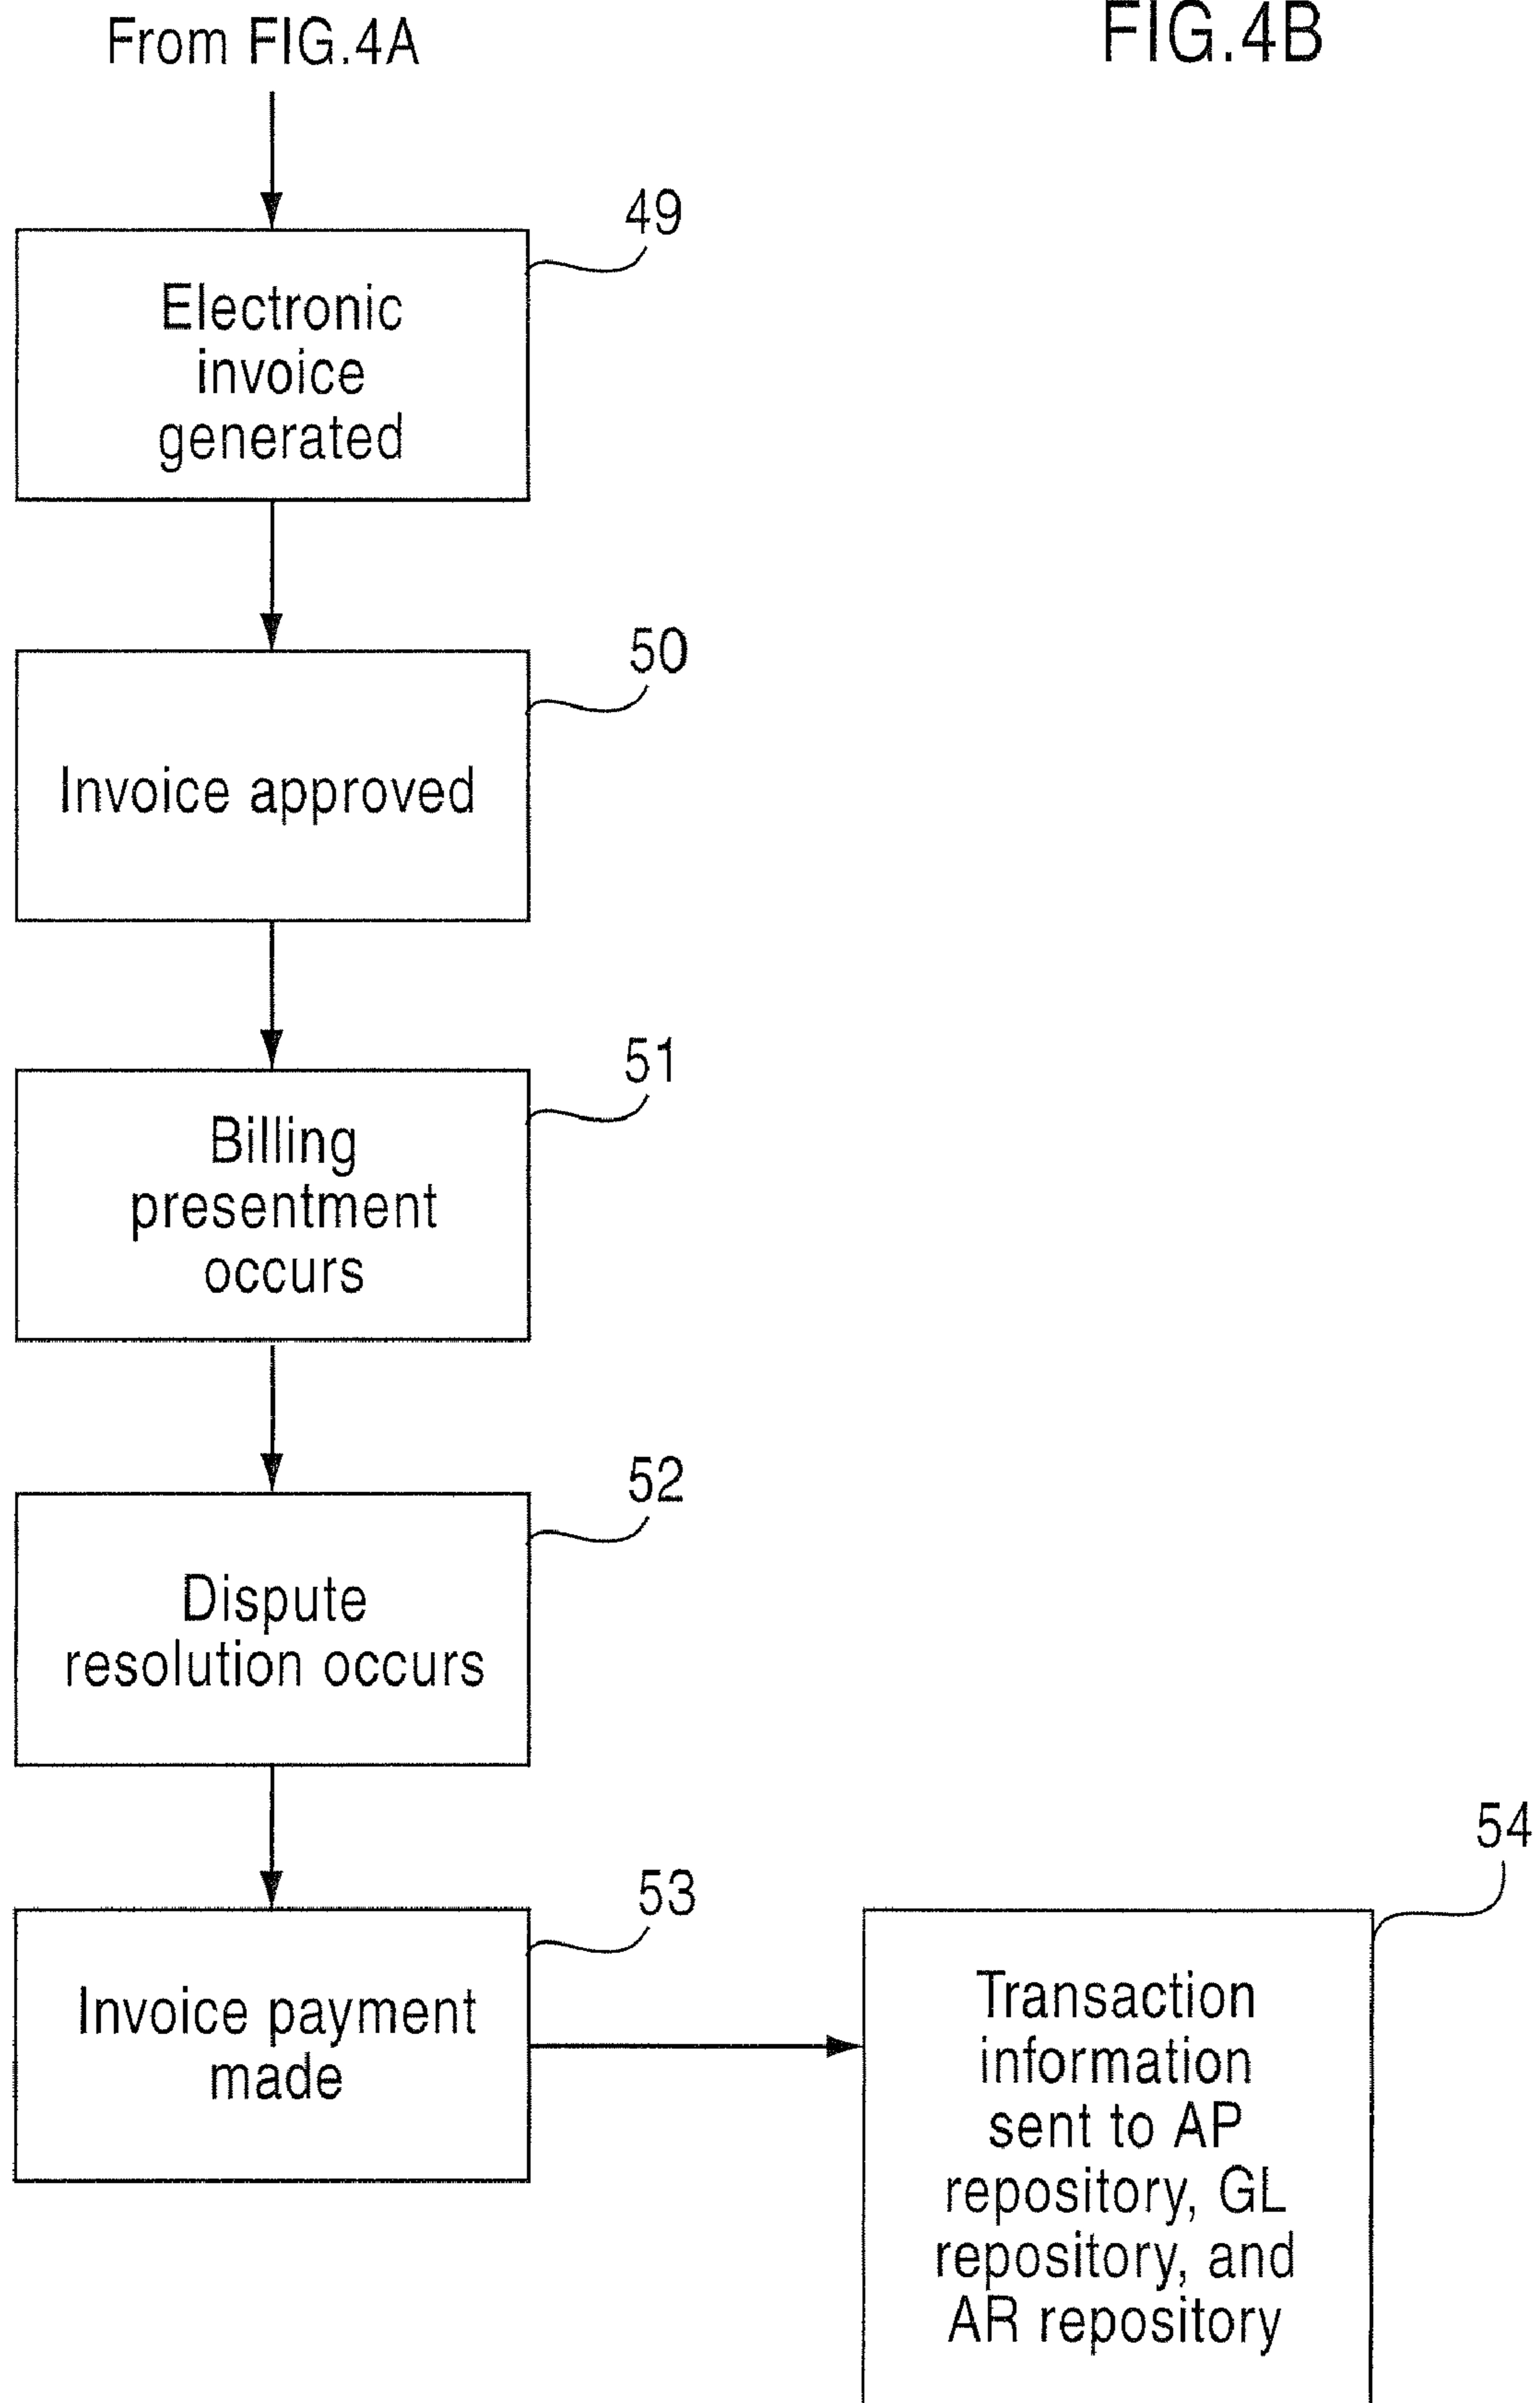 From FIG.4A
FIG.4B
49
Electronic
invoice
generated
50
Invoice approved
51
Billing
presentment
occurs
52
Dispute
resolution occurs
53
Invoice payment
made
54
Transaction
information
sent to AP
repository, GL
repository, and
AR repository